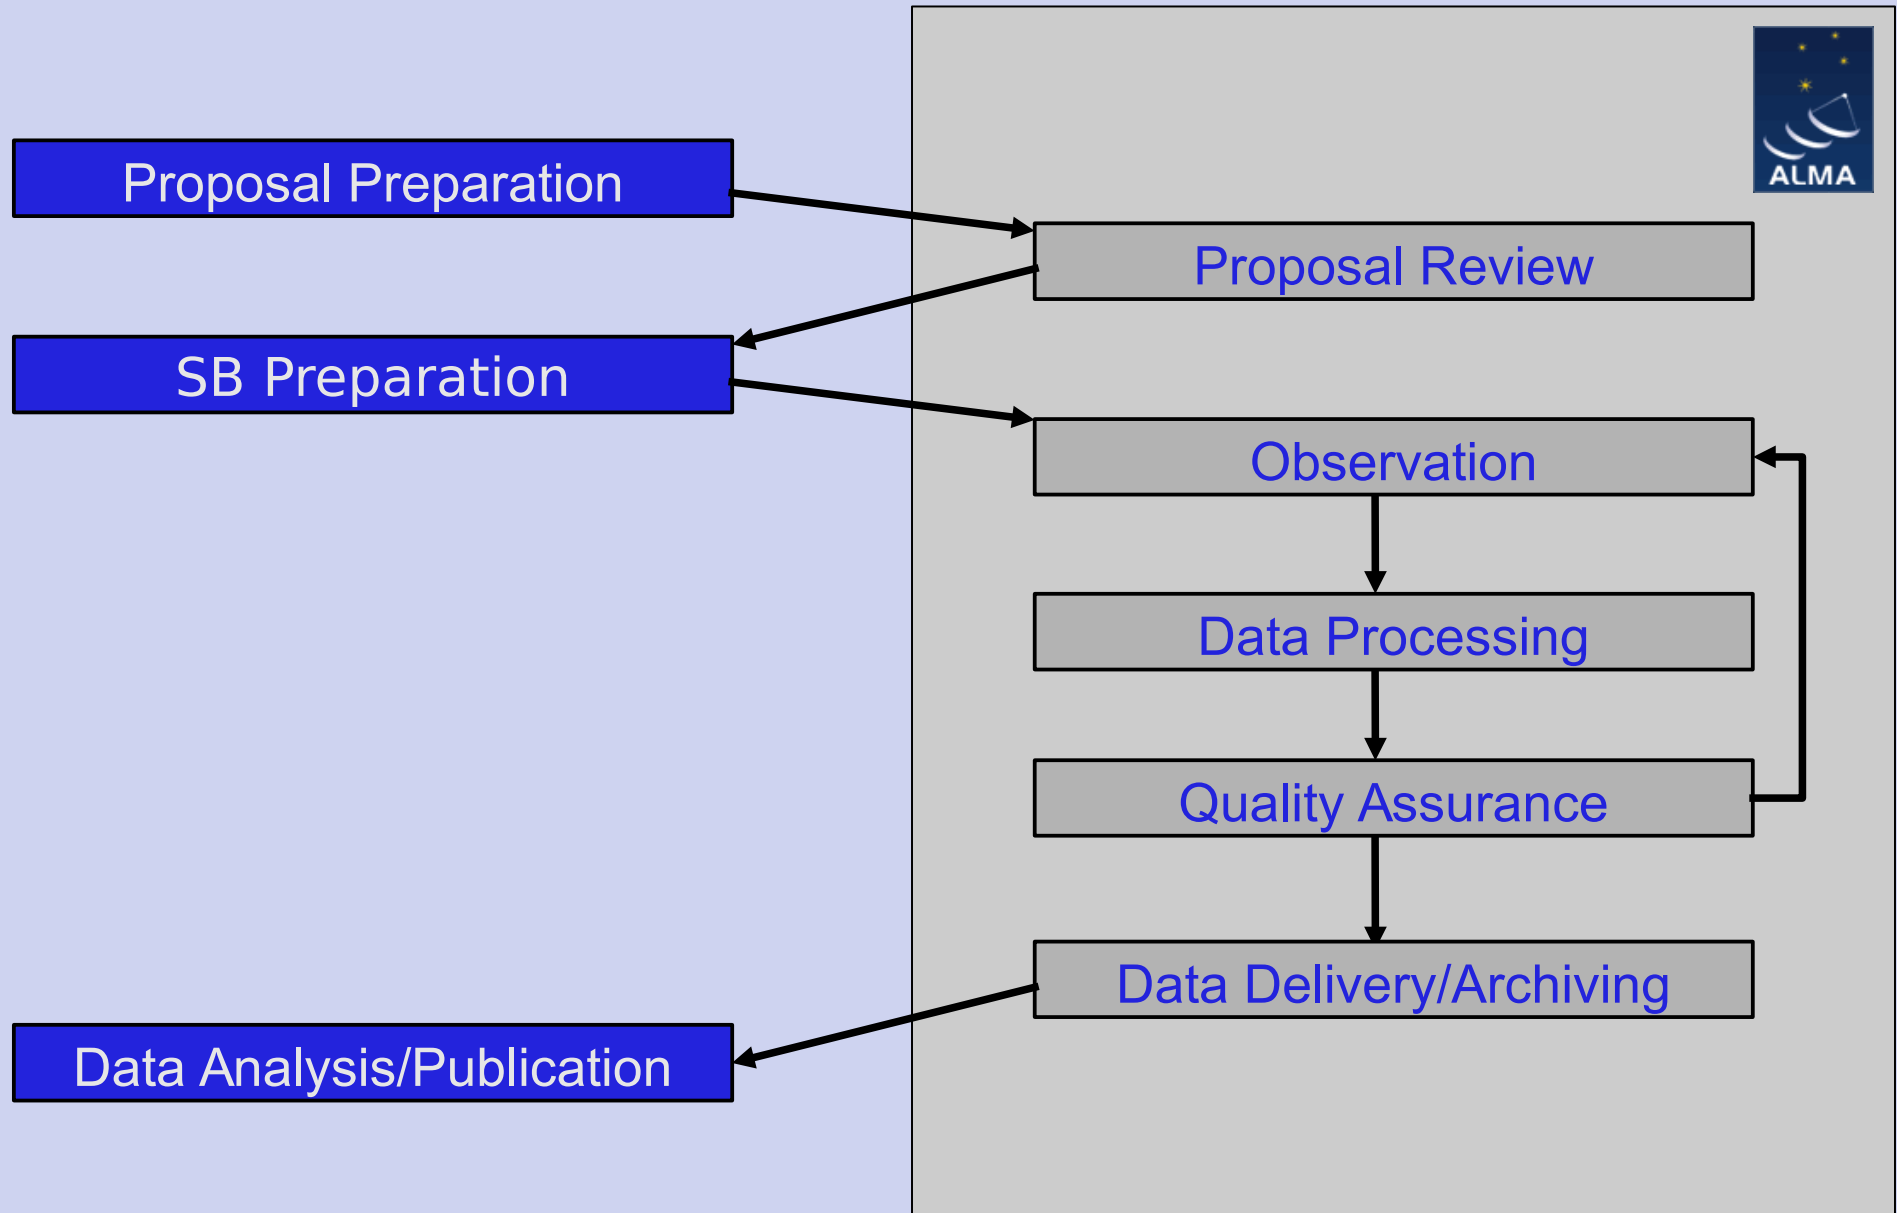 ALMA
Proposal Preparation
Proposal Review
SB Preparation
Observation
Data Processing
Quality Assurance
Data Delivery/Archiving
Data Analysis/Publication